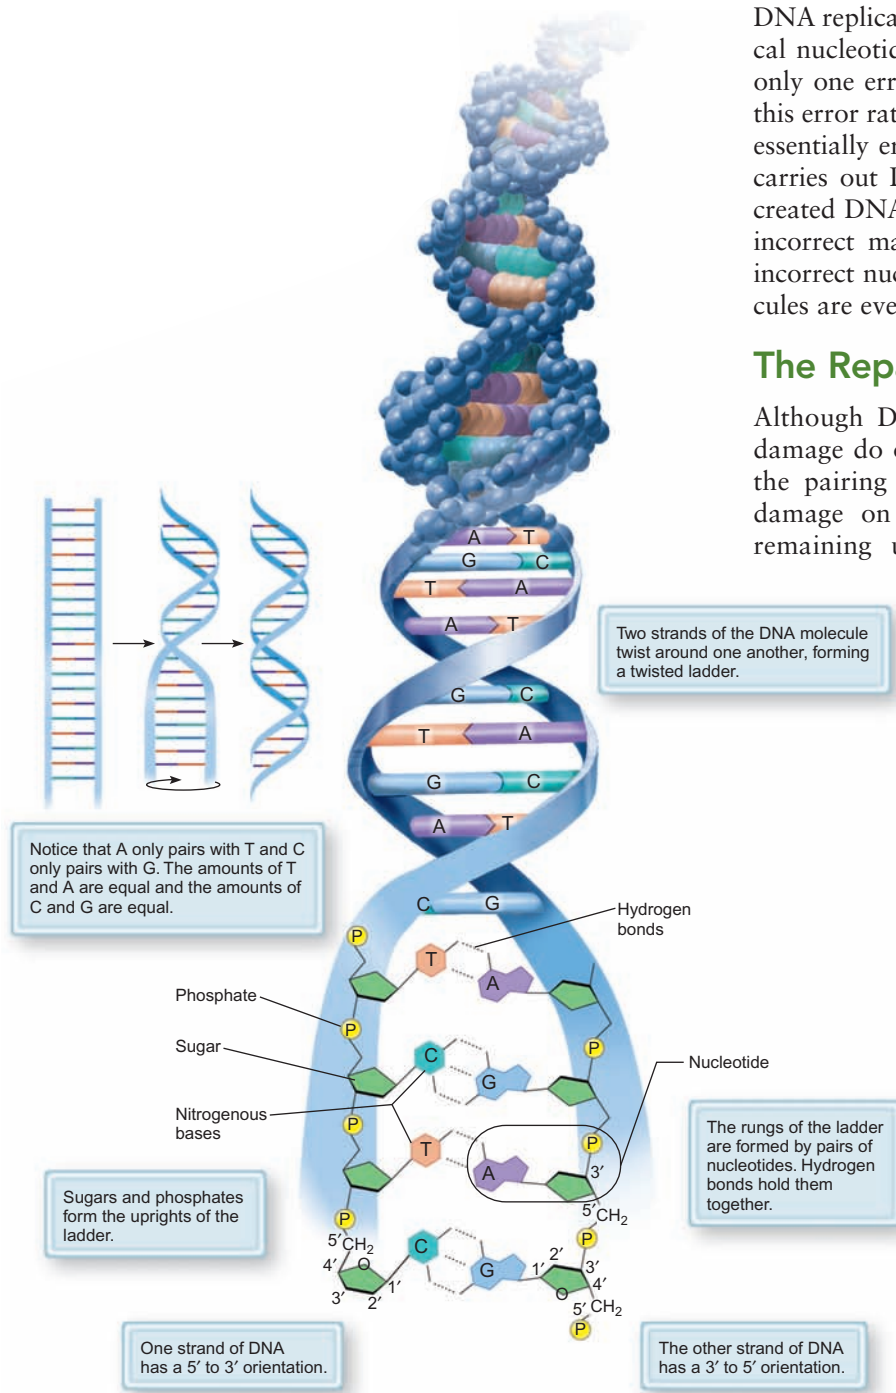 DNA replica
cal nucleotid
only one err
this error rat
essentially er
carries out I
created DNA
incorrect ma
incorrect nuc
cules are eve
The Rep
Although D
damage do
the pairing
damage on
remaining u
A T
G C
T A
A T
Two strands of the DNA molecule
twist around one another, forming
a twisted ladder.
G C
T A
G C
A T
Notice that A only pairs with T and C
only pairs with G. The amounts of T
and A are equal and the amounts of
C and G are equal.
C G
Hydrogen
bonds
P
T
A
Phosphate
P
P
Sugar
C
G
Nucleotide
Nitrogenous
bases
P
P
T
A
3′
The rungs of the ladder
are formed by pairs of
nucleotides. Hydrogen
bonds hold them
together.
Sugars and phosphates
form the uprights of the
ladder.
P
5′ CH2
5′ CH2
P
C
G
4′ O 1′
3′ 2′
2′
1′ 3′
O 4′
5′ CH2
P
One strand of DNA
has a 5′ to 3′ orientation.
The other strand of DNA
has a 3′ to 5′ orientation.